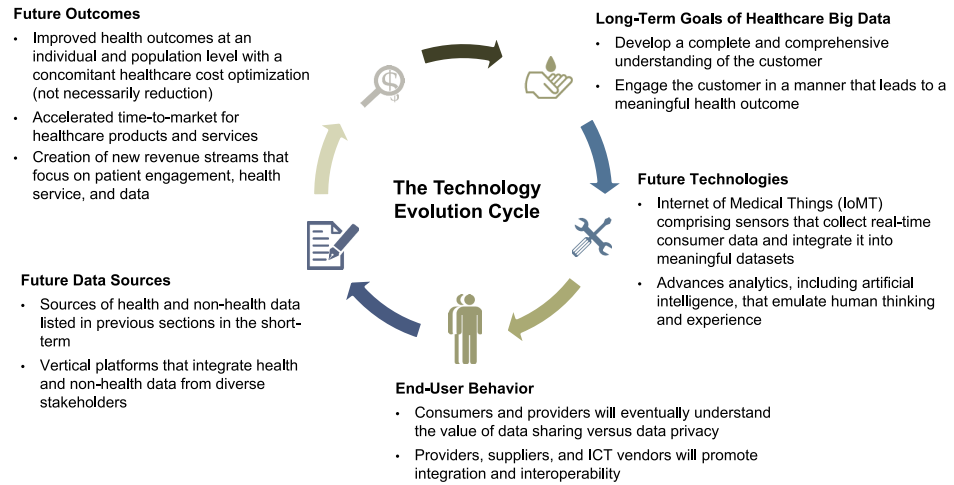 Future Outcomes
• Improved health outcomes at an
individual and population level with a
concomitant healthcare cost optimization
(not necessarily reduction)
• Accelerated time-to-market for
healthcare products and services
• Creation of new revenue streams that
focus on patient engagement, health
service, and data
$
Long-Term Goals of Healthcare Big Data
• Develop a complete and comprehensive
understanding of the customer
• Engage the customer in a manner that leads to a
meaningful health outcome
The Technology
Evolution Cycle
Future Technologies
• Internet of Medical Things (IoMT)
comprising sensors that collect real-time
consumer data and integrate it into
meaningful datasets
• Advances analytics, including artificial
intelligence, that emulate human thinking
and experience
Future Data Sources
• Sources of health and non-health data
listed in previous sections in the short-
term
• Vertical platforms that integrate health
and non-health data from diverse
stakeholders
End-User Behavior
• Consumers and providers will eventually understand
the value of data sharing versus data privacy
• Providers, suppliers, and ICT vendors will promote
integration and interoperability